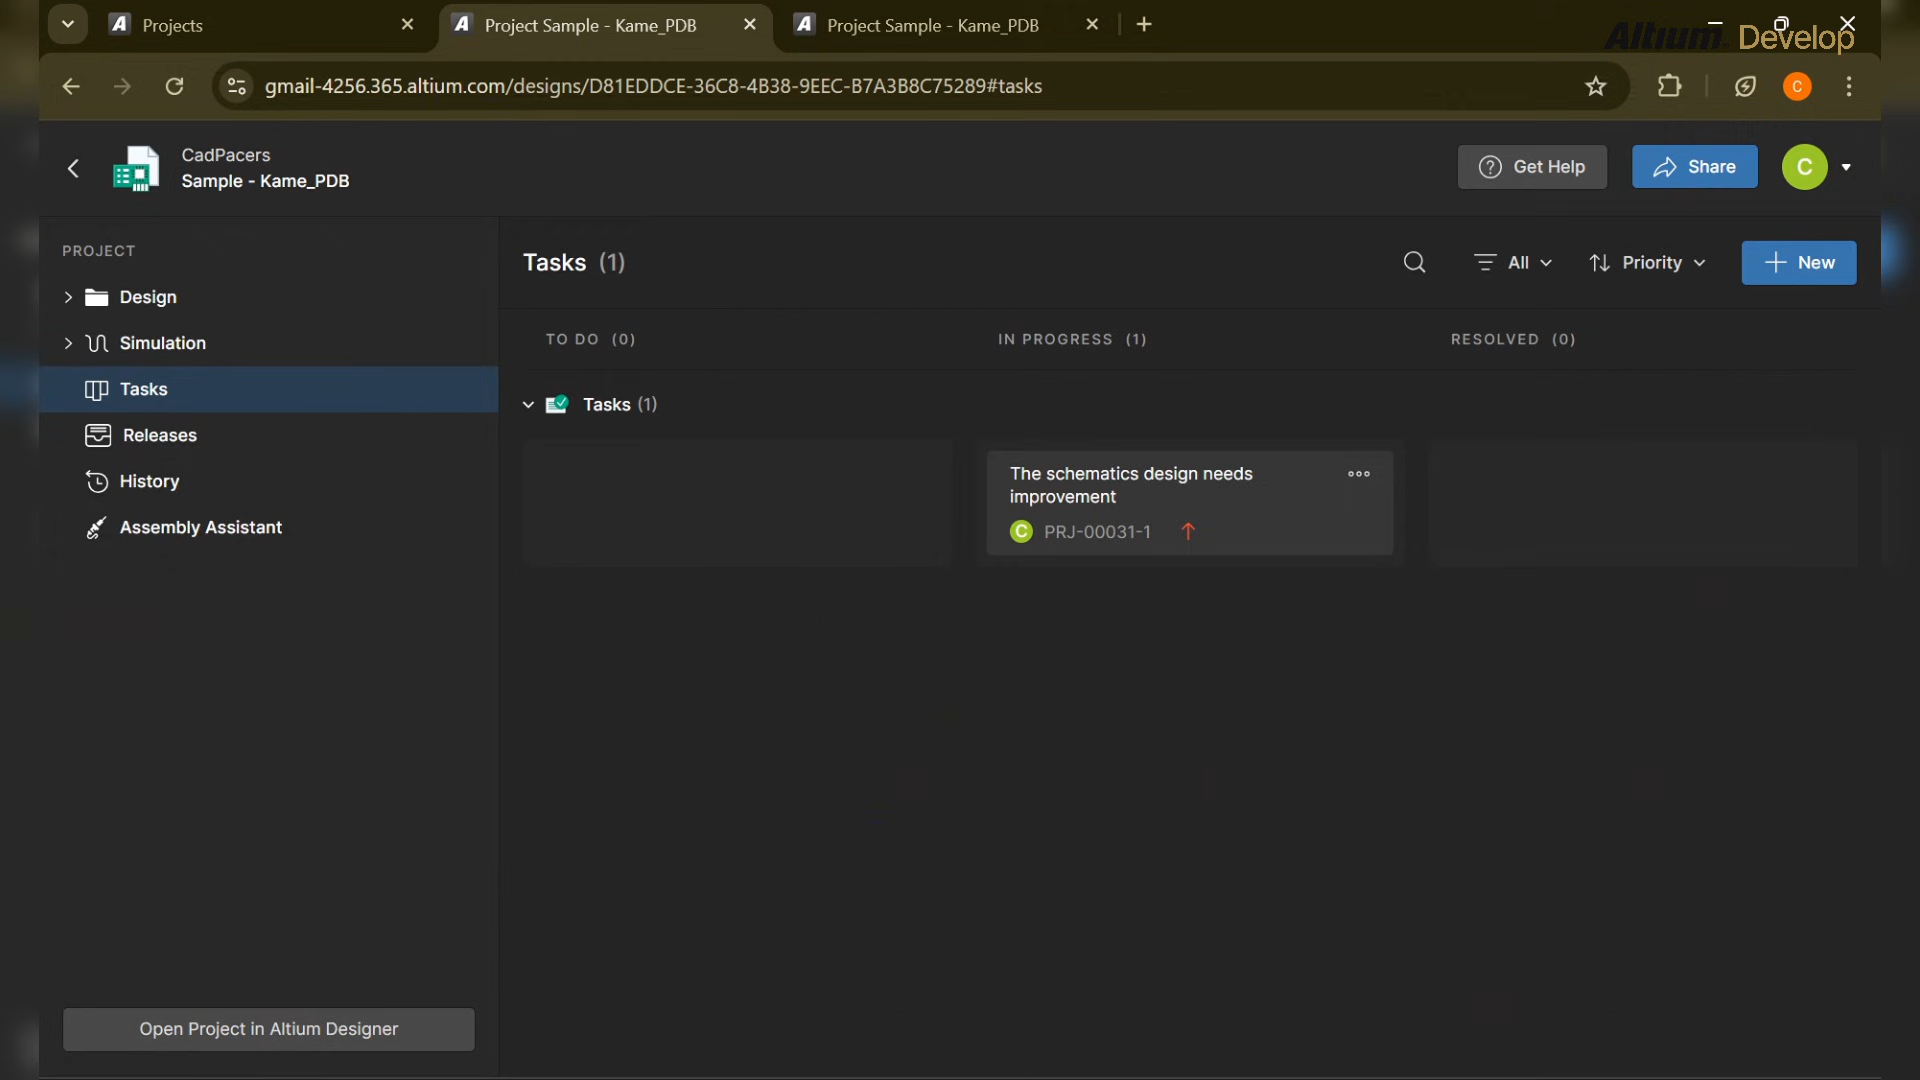 Projects
Project Sample - Kame_PDB
Project Sample - Kame_PDB
Altium Develop
gmail-4256.365.altium.com/designs/D81EDDCE-36C8-4B38-9EEC-B7A3B8C75289#tasks
C
CadPacers
Sample - Kame_PDB
Get Help
Share
C
PROJECT
Design
Simulation
Tasks
Releases
History
Assembly Assistant
Open Project in Altium Designer
Tasks (1)
All
Priority
New
TO DO (0)
IN PROGRESS (1)
RESOLVED (0)
Tasks (1)
The schematics design needs
improvement
C PRJ-00031-1